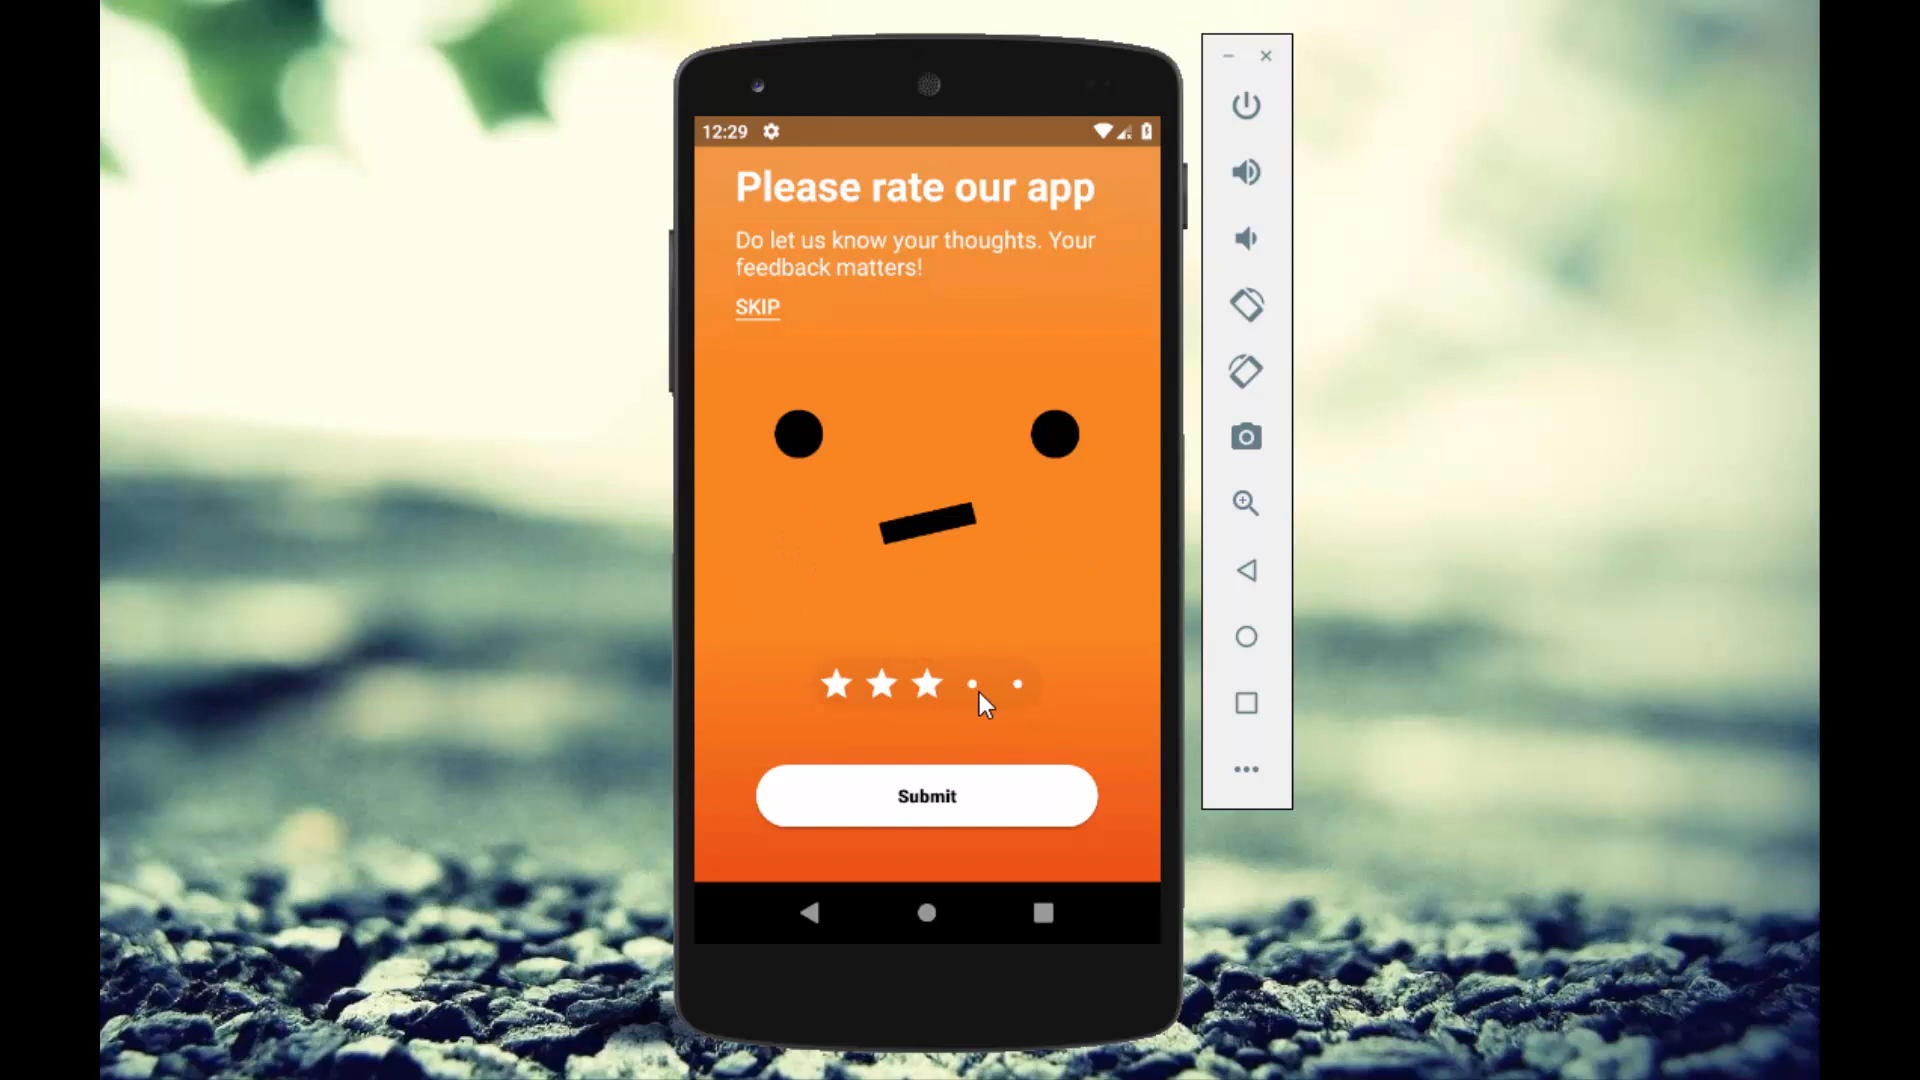 12:29
Please rate our app
Do let us know your thoughts. Your
feedback matters!
SKIP
Submit